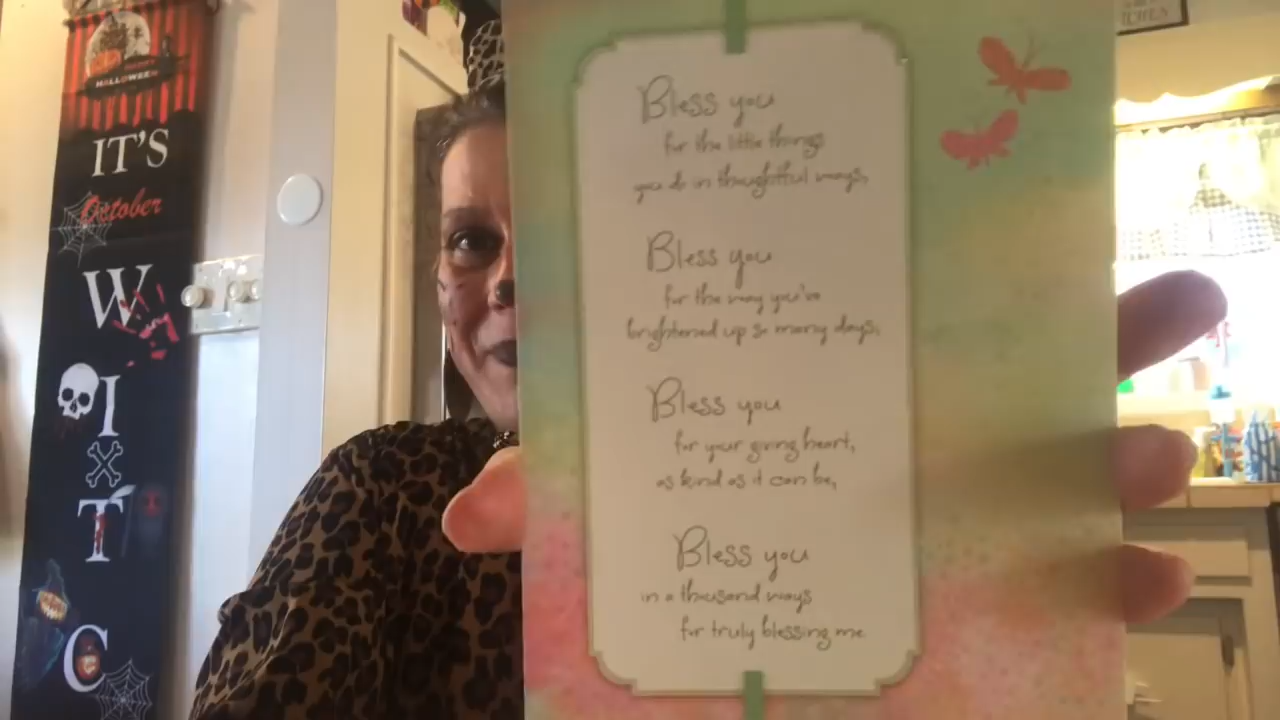 HAPPY
HALLOWEEN
IT'S
October
W
I
T
C
Bless you
for the little things
you do in thoughtful ways,
Bless you
for the way you've
brightened up so many days,
Bless you
for your giving heart,
as kind as it can be,
Bless you
in a thousand ways
for truly blessing me
KITCHEN